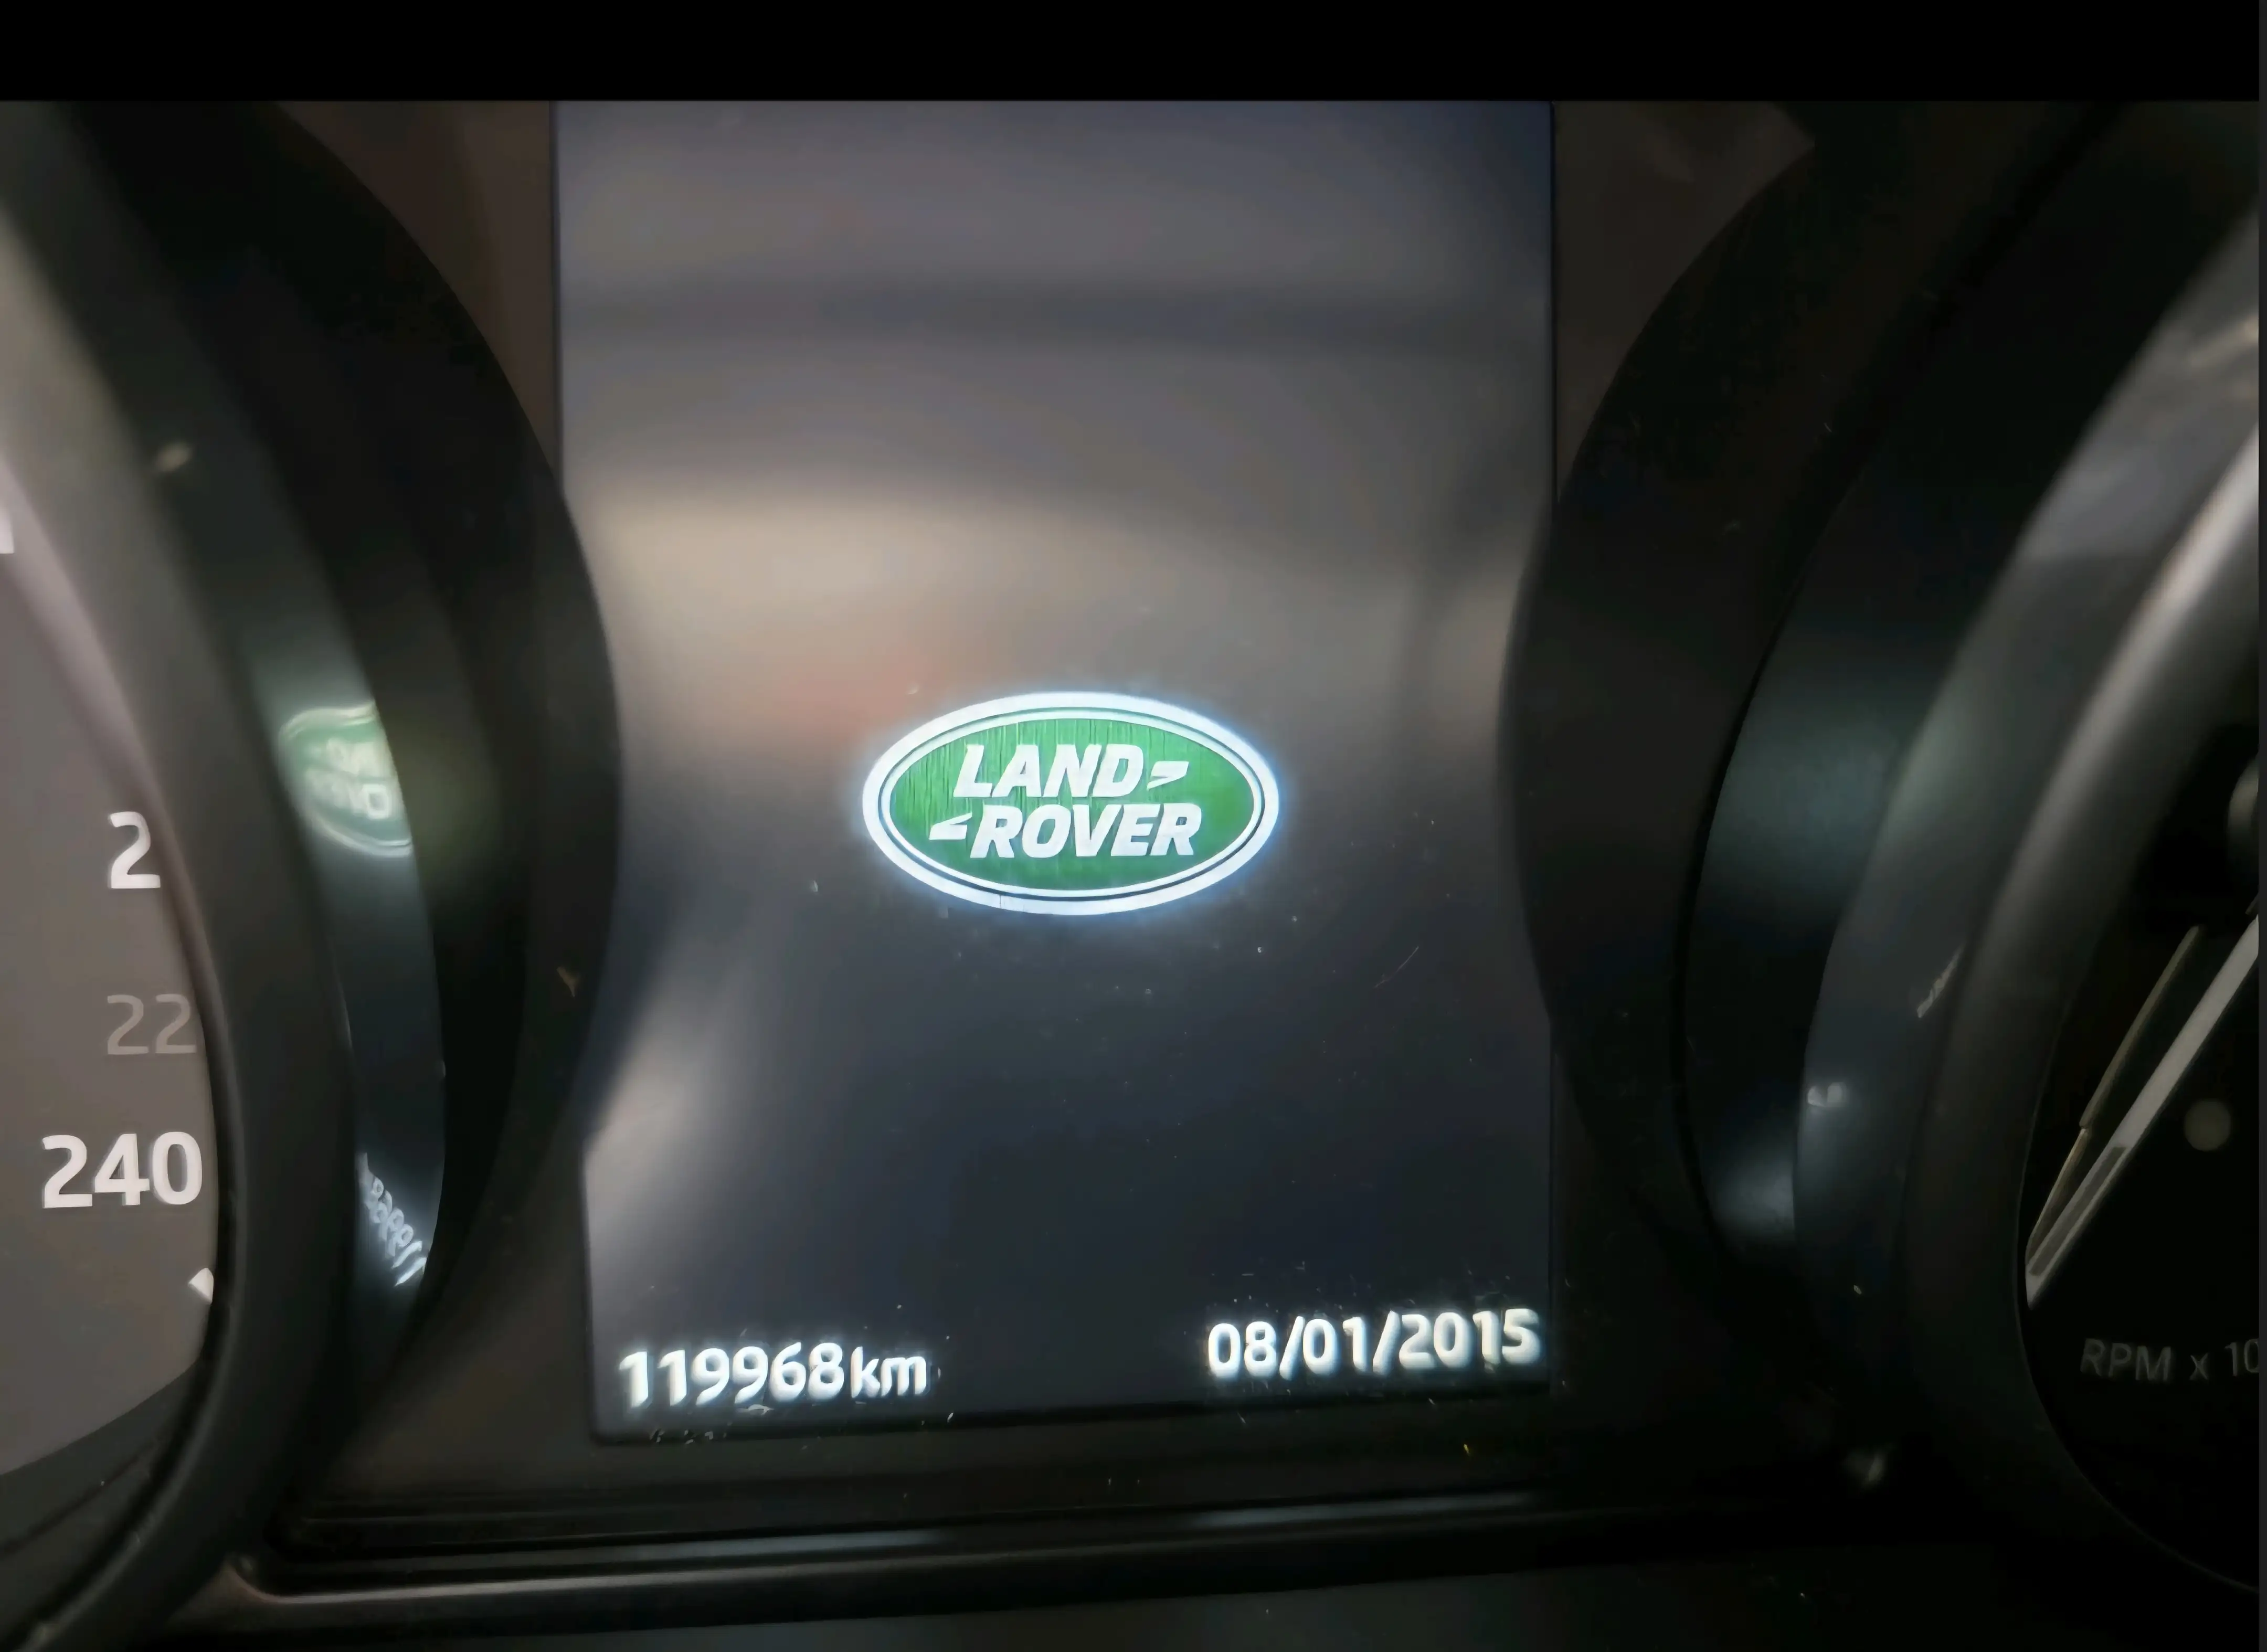 LAND
ROVER
2
22
240
119968km
08/01/2015
RPM x 10